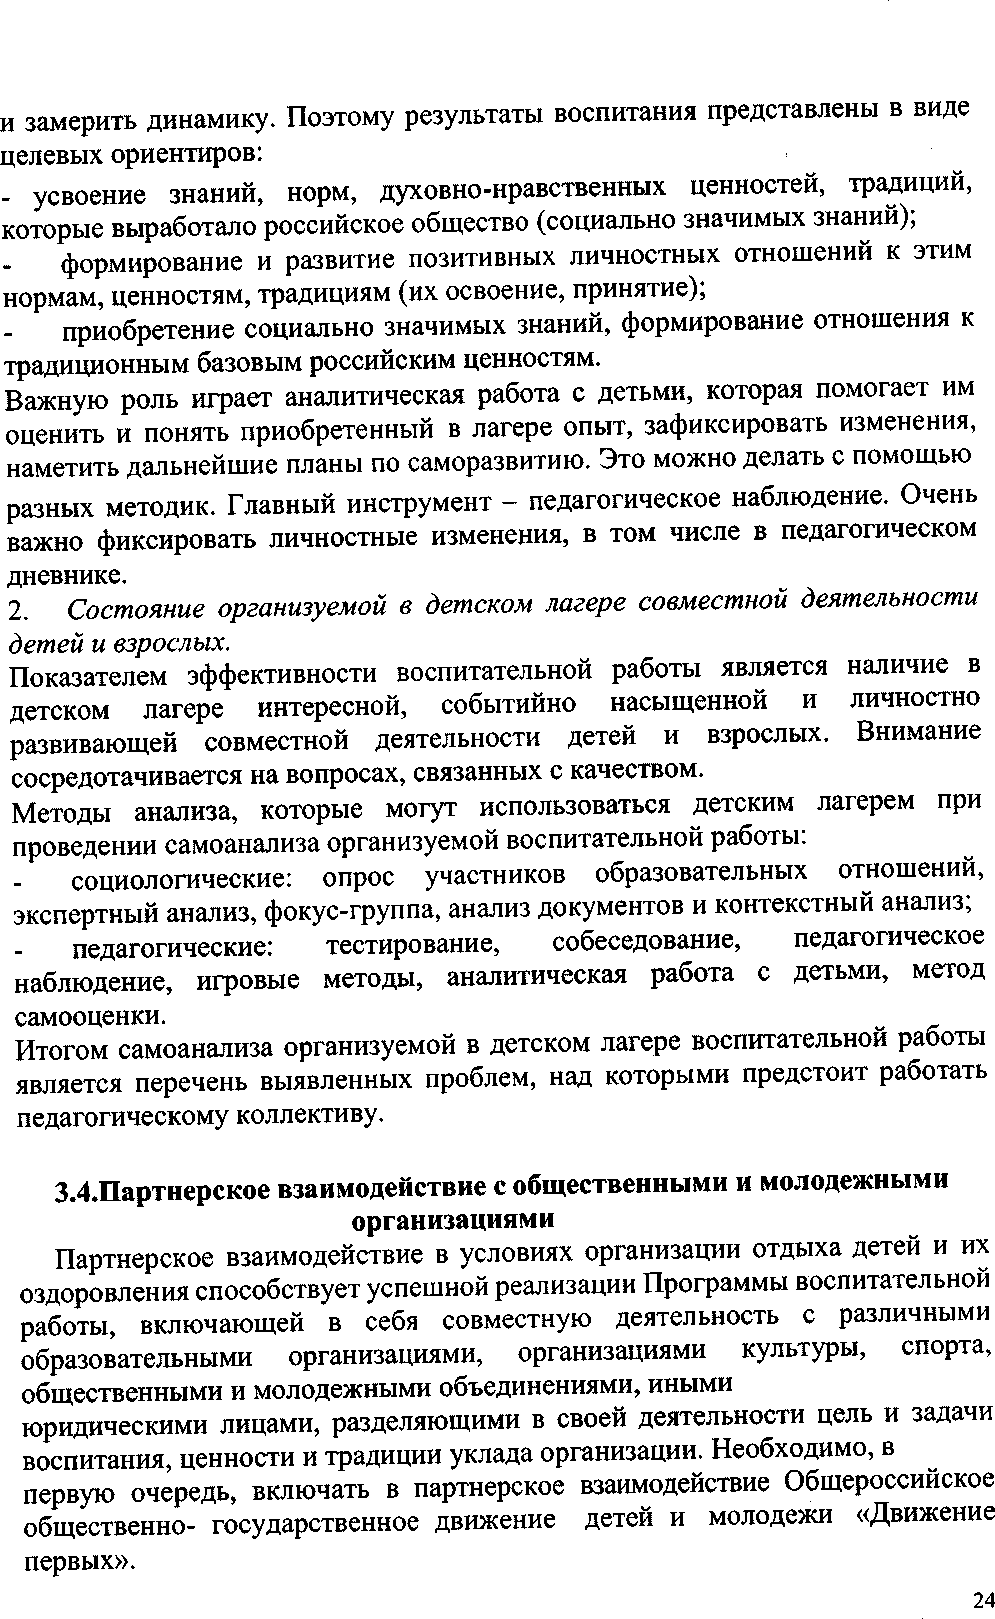 и замерить динамику. Поэтому результаты воспитания представлены в виде
целевых ориентиров:
- усвоение знаний, норм, духовно-нравственных ценностей, традиций,
которые выработало российское общество (социально значимых знаний);
- формирование и развитие позитивных личностных отношений к этим
нормам, ценностям, традициям (их освоение, принятие);
- приобретение социально значимых знаний, формирование отношения к
традиционным базовым российским ценностям.
Важную роль играет аналитическая работа с детьми, которая помогает им
оценить и понять приобретенный в лагере опыт, зафиксировать изменения,
наметить дальнейшие планы по саморазвитию. Это можно делать с помощью
разных методик. Главный инструмент – педагогическое наблюдение. Очень
важно фиксировать личностные изменения, в том числе в педагогическом
дневнике.
2. Состояние организуемой в детском лагере совместной деятельности
детей и взрослых.
Показателем эффективности воспитательной работы является наличие в
детском лагере интересной, событийно насыщенной и личностно
развивающей совместной деятельности детей и взрослых. Внимание
сосредотачивается на вопросах, связанных с качеством.
Методы анализа, которые могут использоваться детским лагерем при
проведении самоанализа организуемой воспитательной работы:
- социологические: опрос участников образовательных отношений,
экспертный анализ, фокус-группа, анализ документов и контекстный анализ;
- педагогические: тестирование, собеседование, педагогическое
наблюдение, игровые методы, аналитическая работа с детьми, метод
самооценки.
Итогом самоанализа организуемой в детском лагере воспитательной работы
является перечень выявленных проблем, над которыми предстоит работать
педагогическому коллективу.
3.4.Партнерское взаимодействие с общественными и молодежными
организациями
Партнерское взаимодействие в условиях организации отдыха детей и их
оздоровления способствует успешной реализации Программы воспитательной
работы, включающей в себя совместную деятельность с различными
образовательными организациями, организациями культуры, спорта,
общественными и молодежными объединениями, иными
юридическими лицами, разделяющими в своей деятельности цель и задачи
воспитания, ценности и традиции уклада организации. Необходимо, в
первую очередь, включать в партнерское взаимодействие Общероссийское
общественно- государственное движение детей и молодежи «Движение
первых».
24